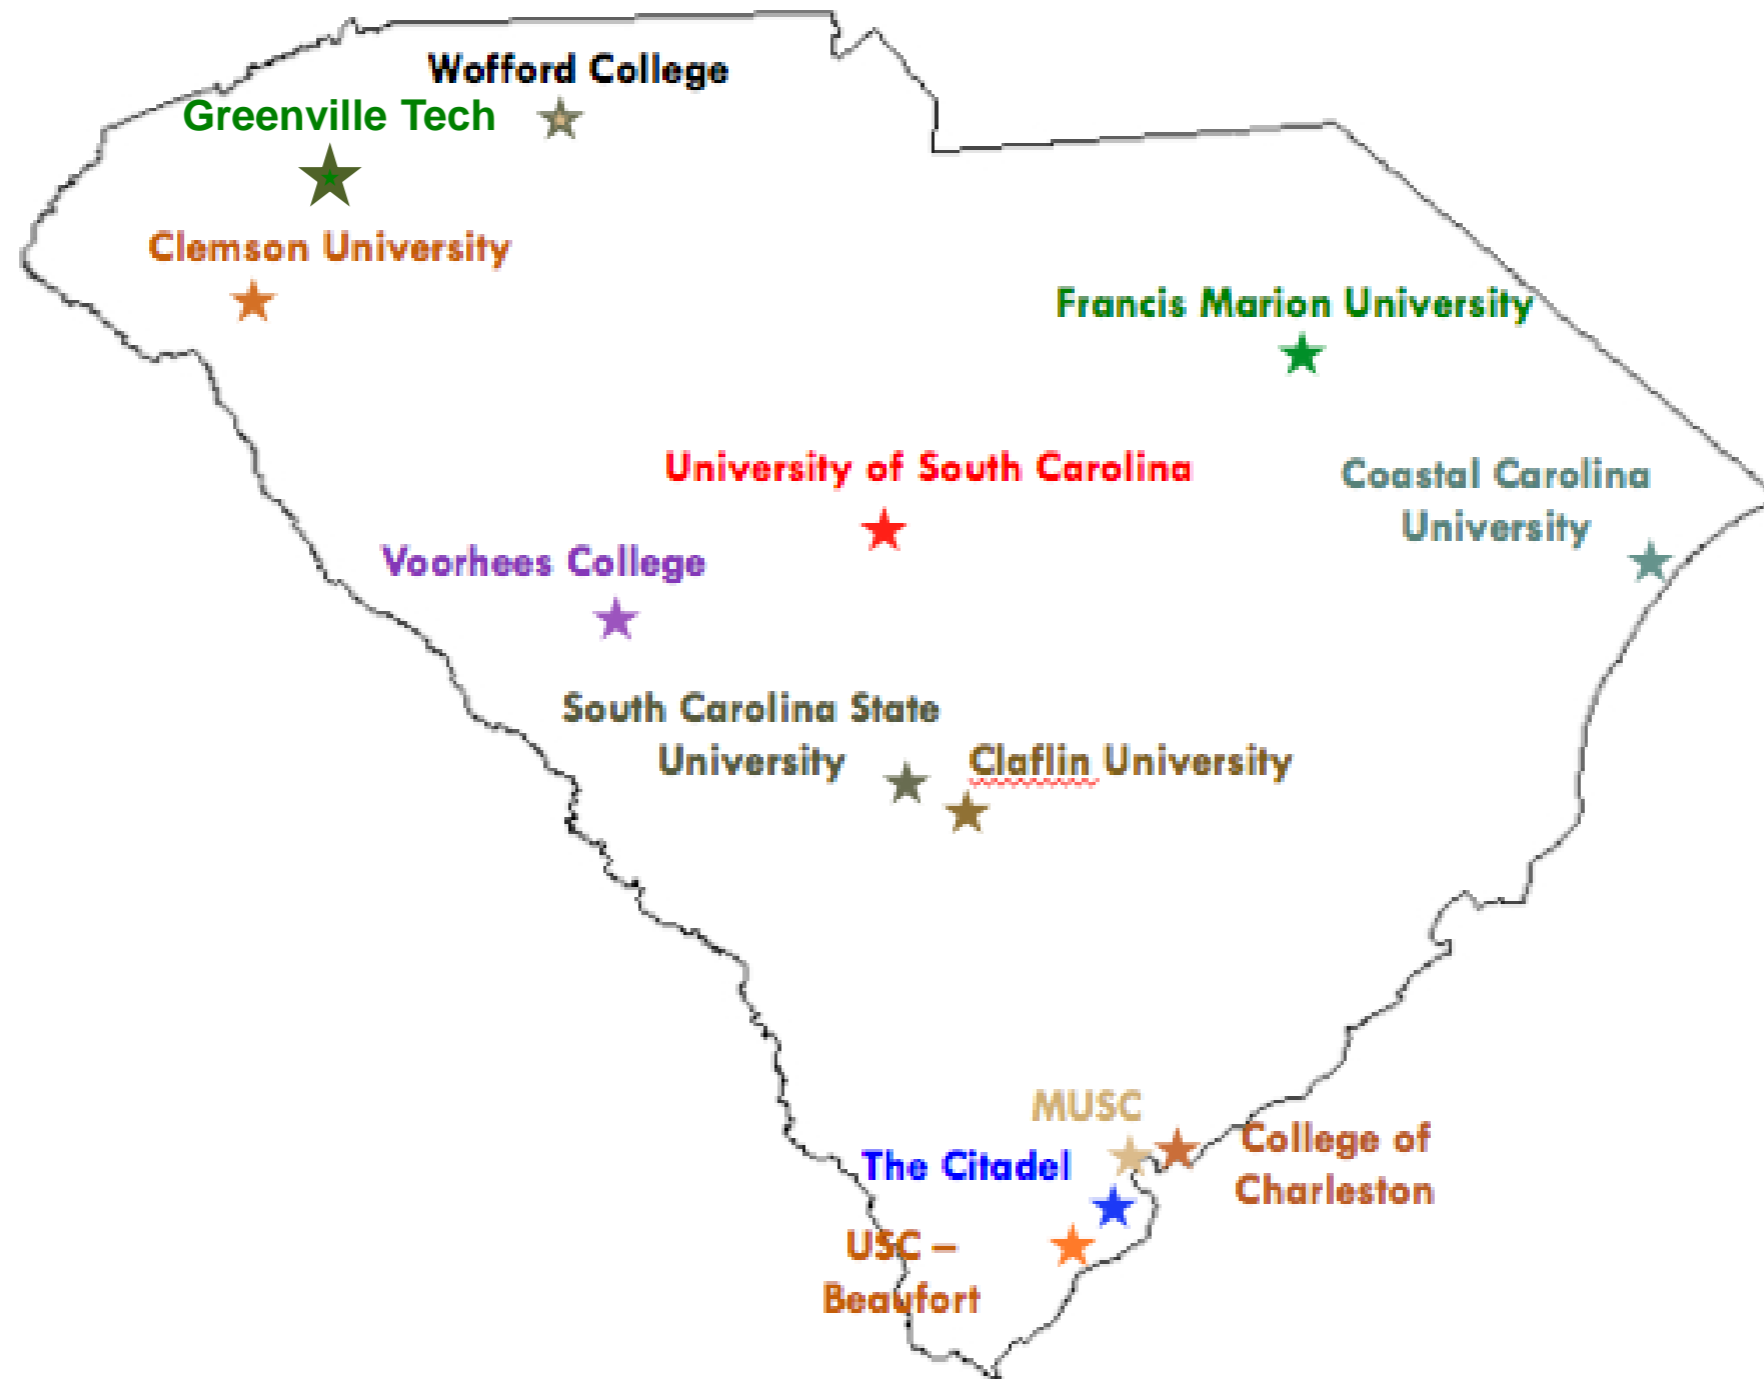 Wofford College
Greenville Tech
Clemson University
Francis Marion University
University of South Carolina
Coastal Carolina
University
Voorhees College
South Carolina State
University
Claflin University
MUSC
College of
Charleston
The Citadel
USC –
Beaufort